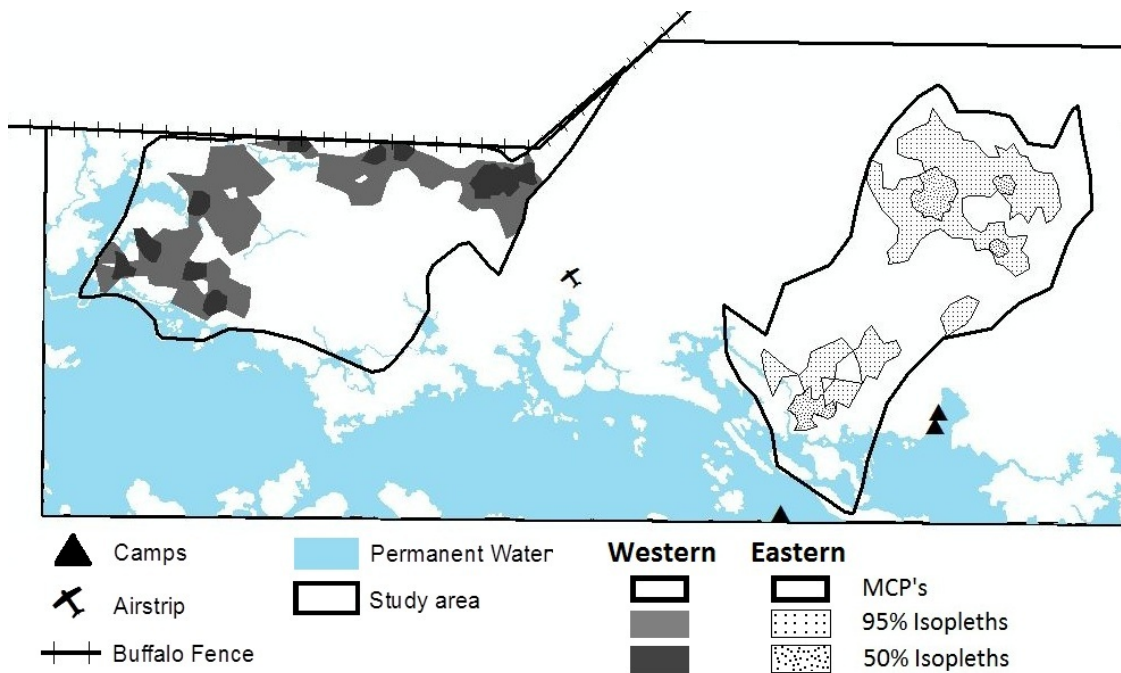 Camps
Permanent Water
Western Eastern
MCP's
Airstrip
Study area
95% Isopleths
Buffalo Fence
50% Isopleths